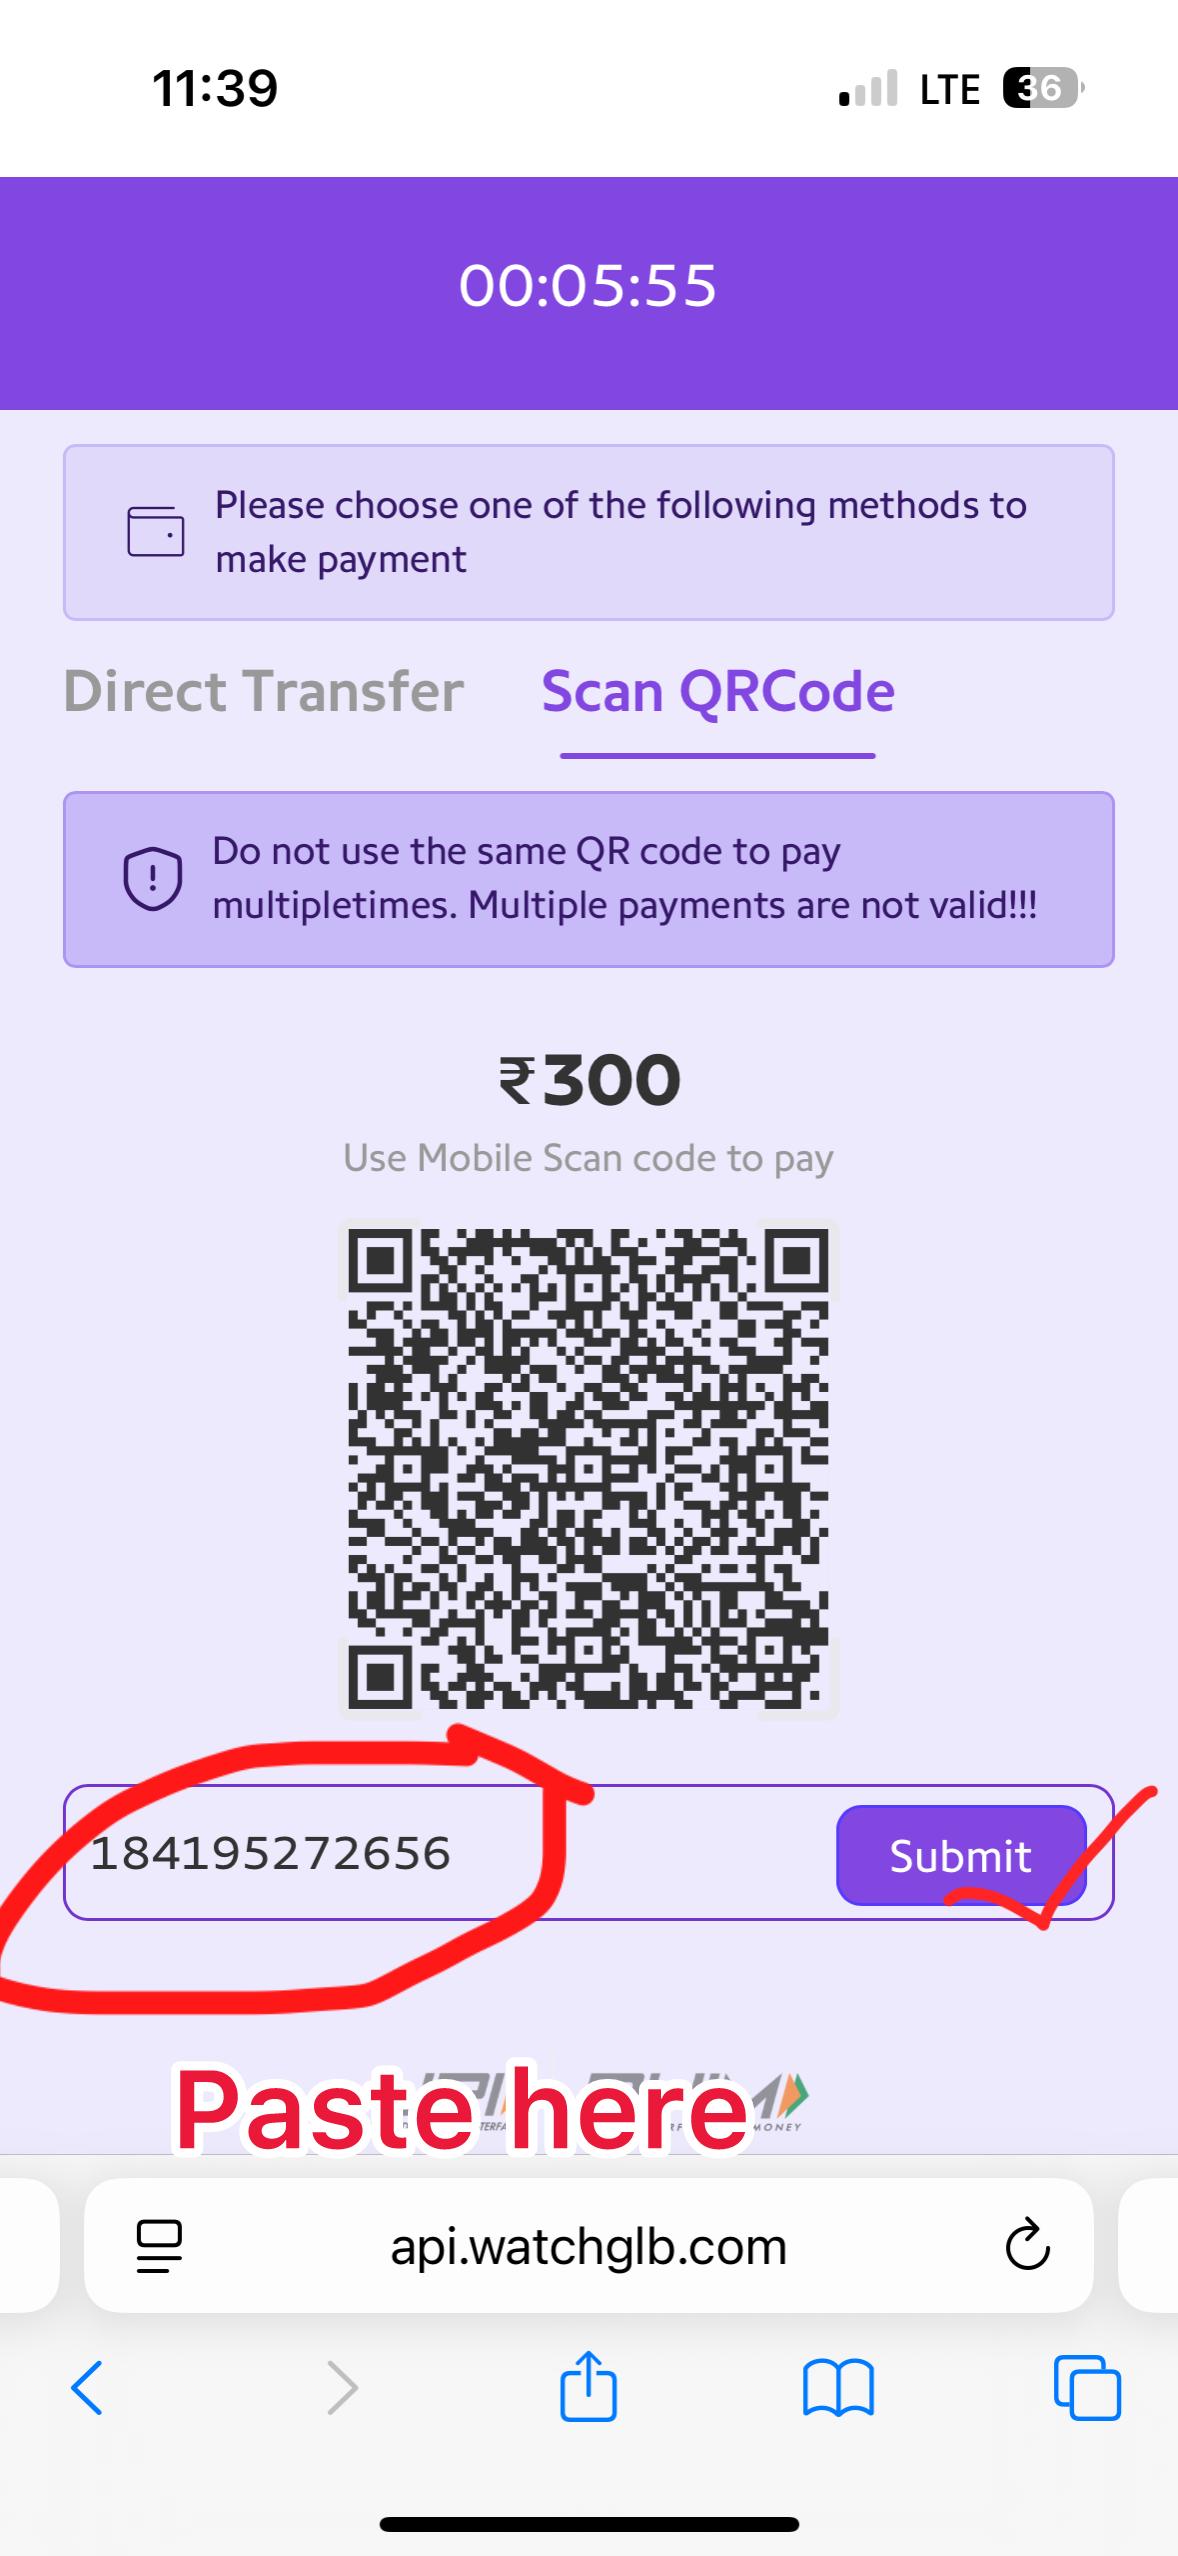 11:39
LTE
36
00:05:55
Please choose one of the following methods to
make payment
Direct Transfer
Scan QRCode
Do not use the same QR code to pay
multipletimes. Multiple payments are not valid!!!
₹300
Use Mobile Scan code to pay
184195272656
Submit
Paste here
MONEY
api.watchglb.com